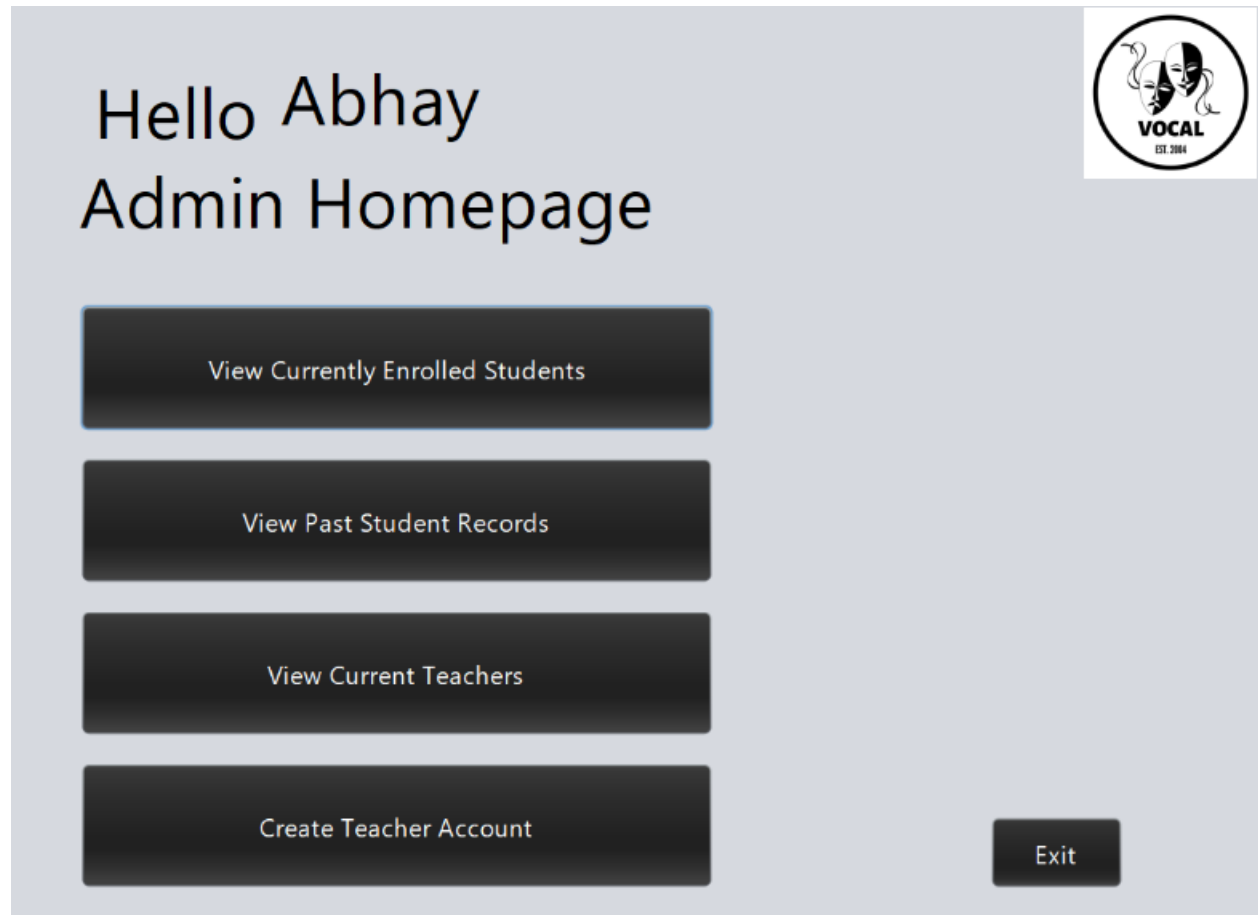 Hello Abhay
VOCAL
EST. 2004
Admin Homepage
View Currently Enrolled Students
View Past Student Records
View Current Teachers
Create Teacher Account
Exit